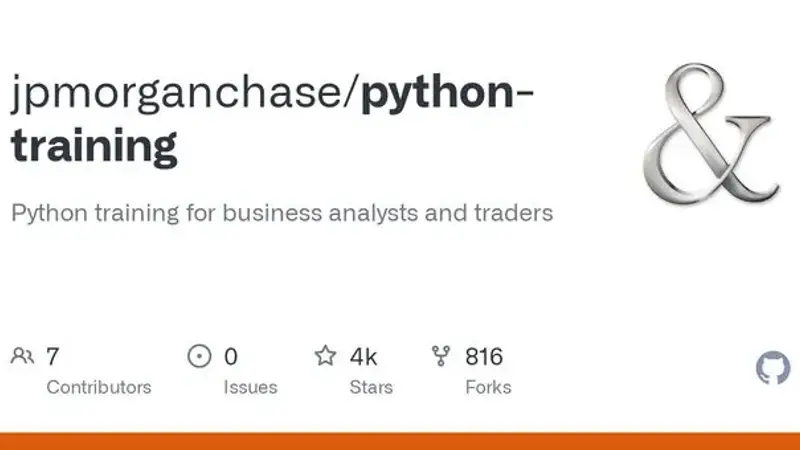 jpmorganchase/python-
training
Python training for business analysts and traders
&
7
Contributors
0
Issues
4k
Stars
816
Forks